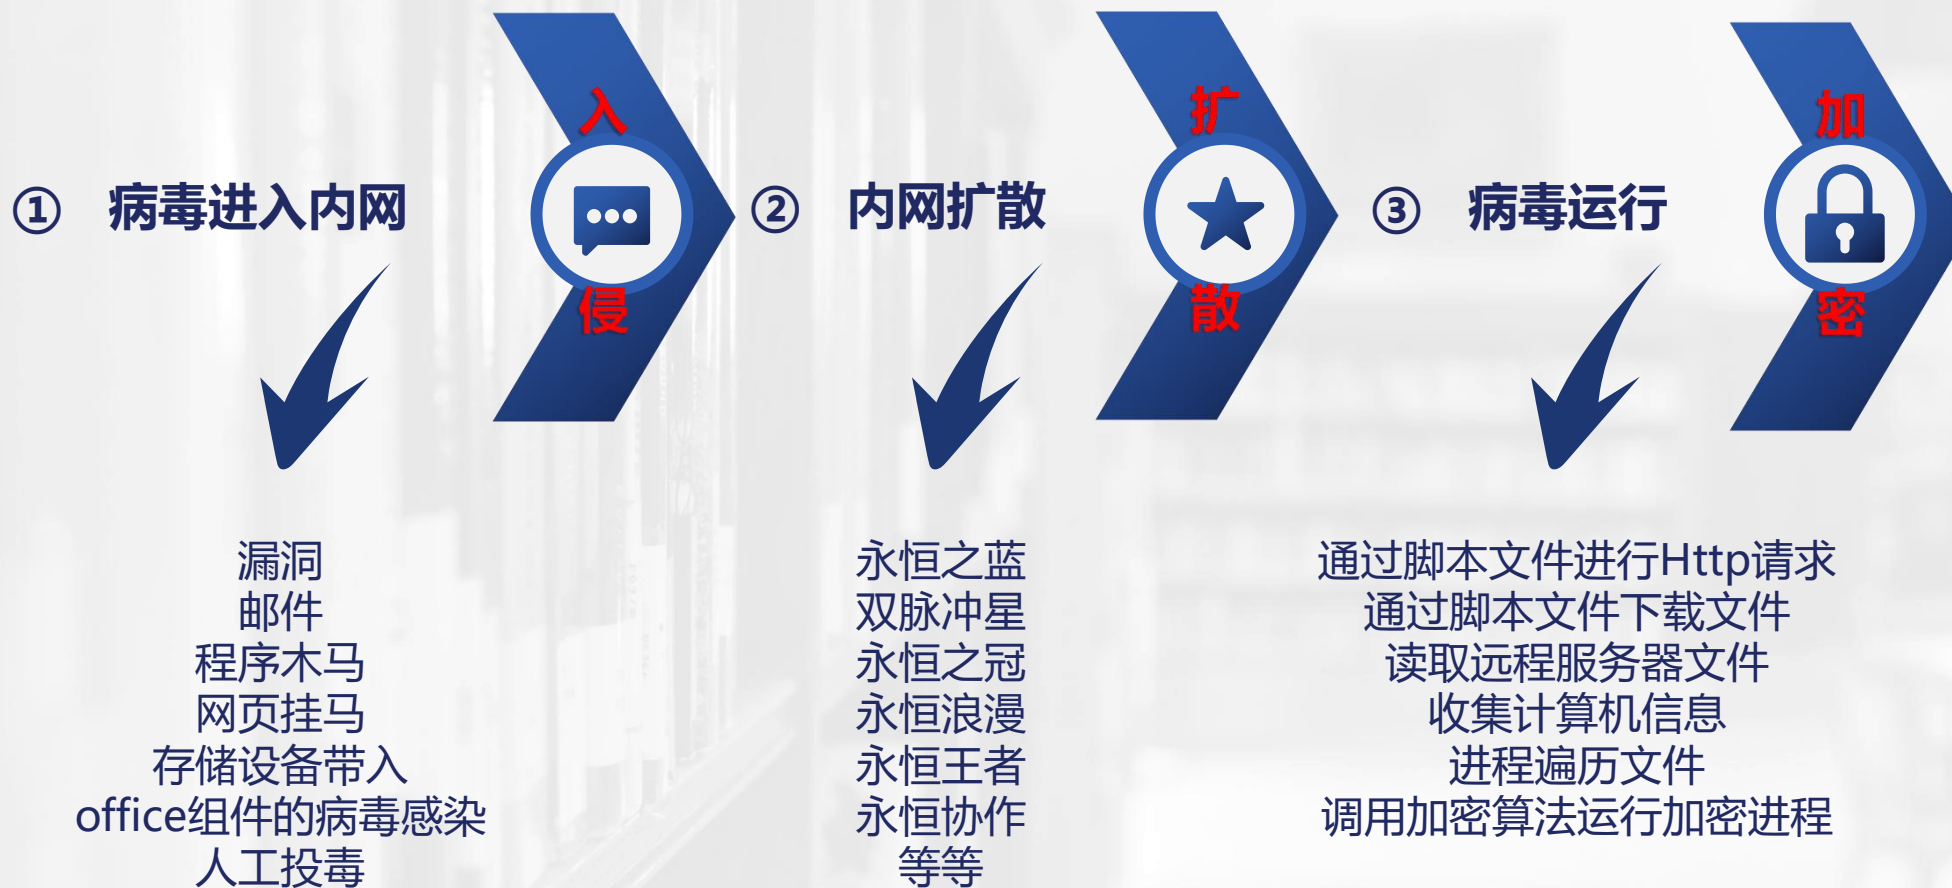 ① 病毒进入内网
入侵
漏洞
邮件
程序木马
网页挂马
存储设备带入
office组件的病毒感染
人工投毒
② 内网扩散
扩散
永恒之蓝
双脉冲星
永恒之冠
永恒浪漫
永恒王者
永恒协作
等等
③ 病毒运行
加密
通过脚本文件进行Http请求
通过脚本文件下载文件
读取远程服务器文件
收集计算机信息
进程遍历文件
调用加密算法运行加密进程